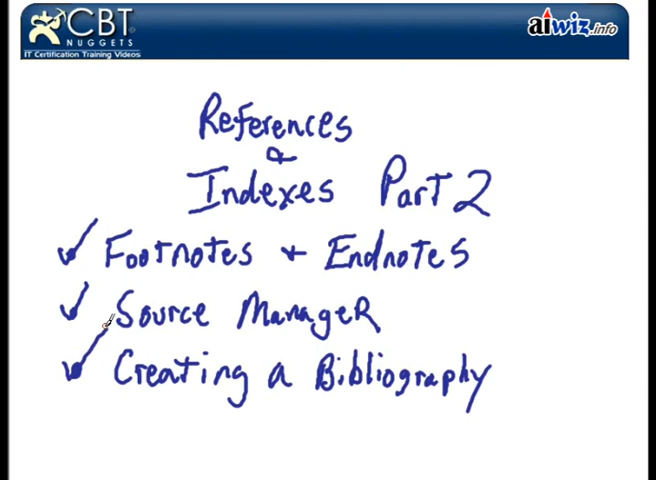 CBT
NUGGETS
IT Certification Training Videos
aiwiz.info
References
&
Indexes Part 2
Footnotes + Endnotes
Source Manager
Creating a Bibliography